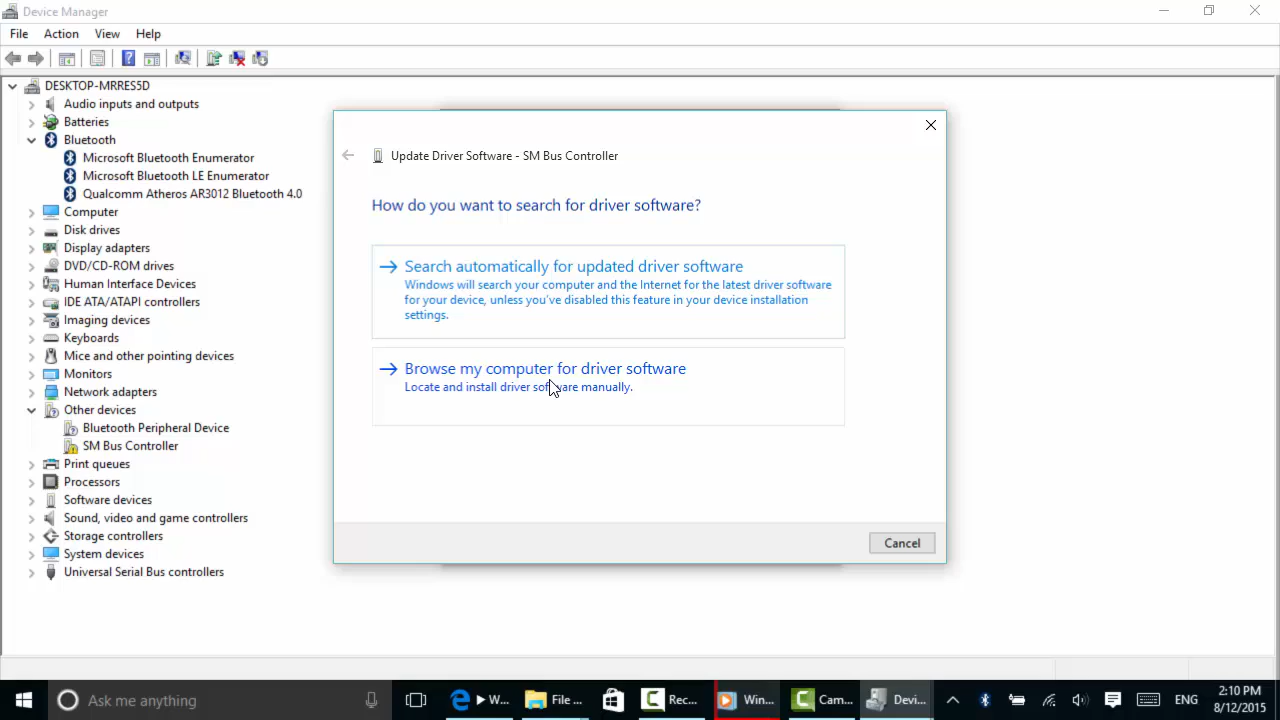 Device Manager
File Action View Help
DESKTOP-MRRES5D
Audio inputs and outputs
Batteries
Bluetooth
Microsoft Bluetooth Enumerator
Microsoft Bluetooth LE Enumerator
Qualcomm Atheros AR3012 Bluetooth 4.0
Computer
Disk drives
Display adapters
DVD/CD-ROM drives
Human Interface Devices
IDE ATA/ATAPI controllers
Imaging devices
Keyboards
Mice and other pointing devices
Monitors
Network adapters
Other devices
Bluetooth Peripheral Device
SM Bus Controller
Print queues
Processors
Software devices
Sound, video and game controllers
Storage controllers
System devices
Universal Serial Bus controllers
Update Driver Software - SM Bus Controller
How do you want to search for driver software?
Search automatically for updated driver software
Windows will search your computer and the Internet for the latest driver software
for your device, unless you've disabled this feature in your device installation
settings.
Browse my computer for driver software
Locate and install driver software manually.
Cancel
Ask me anything
W...
File ...
Rec...
Win...
Cam...
Devi...
ENG
2:10 PM
8/12/2015